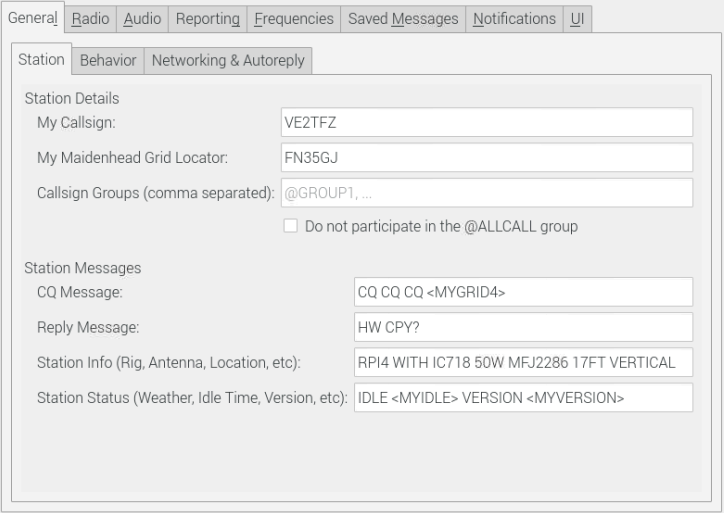 General Radio Audio Reporting Frequencies Saved Messages Notifications UI
Station Behavior Networking & Autoreply
Station Details
My Callsign: VE2TFZ
My Maidenhead Grid Locator: FN35GJ
Callsign Groups (comma separated): @GROUP1, ...
Do not participate in the @ALLCALL group
Station Messages
CQ Message: CQ CQ CQ <MYGRID4>
Reply Message: HW CPY?
Station Info (Rig, Antenna, Location, etc): RPI4 WITH IC718 50W MFJ2286 17FT VERTICAL
Station Status (Weather, Idle Time, Version, etc): IDLE <MYIDLE> VERSION <MYVERSION>